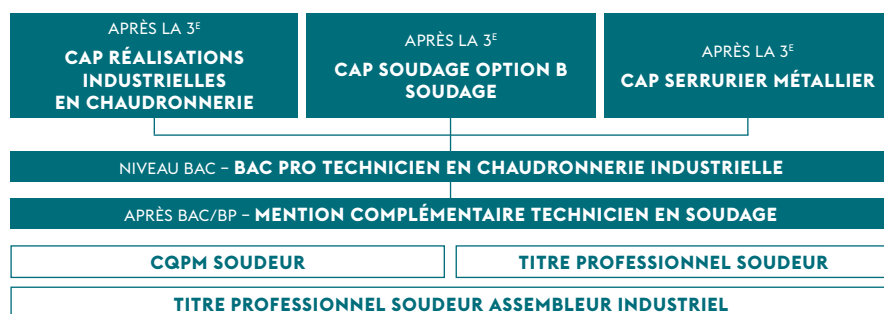 APRÈS LA 3E
CAP RÉALISATIONS
INDUSTRIELLES
EN CHAUDRONNERIE
APRÈS LA 3E
CAP SOUDAGE OPTION B
SOUDAGE
APRÈS LA 3E
CAP SERRURIER MÉTALLIER
NIVEAU BAC – BAC PRO TECHNICIEN EN CHAUDRONNERIE INDUSTRIELLE
APRÈS BAC/BP – MENTION COMPLÉMENTAIRE TECHNICIEN EN SOUDAGE
CQPM SOUDEUR
TITRE PROFESSIONNEL SOUDEUR
TITRE PROFESSIONNEL SOUDEUR ASSEMBLEUR INDUSTRIEL